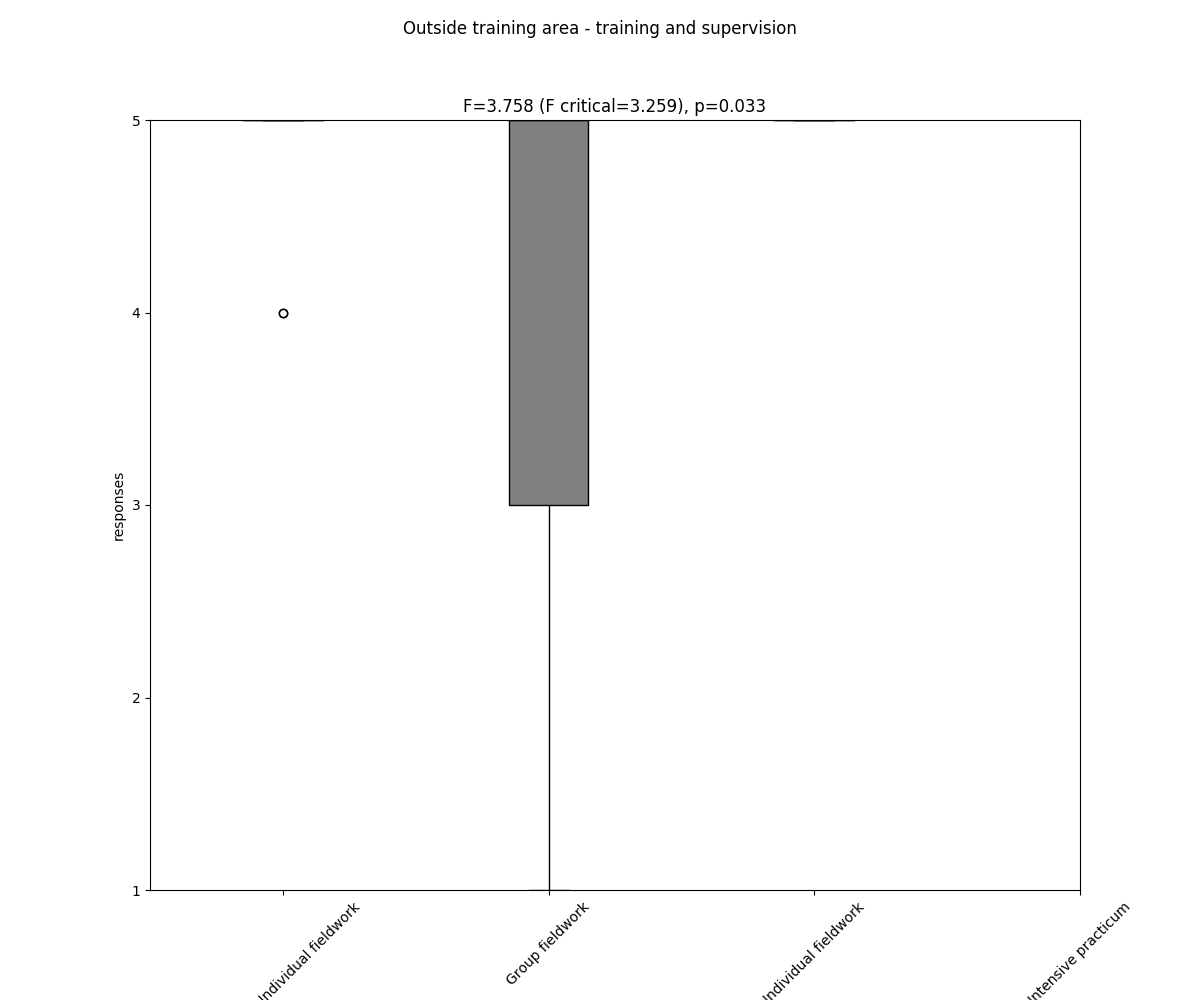 Outside training area - training and supervision
F=3.758 (F critical=3.259), p=0.033
5
4
3
2
1
responses
Individual fieldwork
Group fieldwork
Individual fieldwork
Intensive practicum